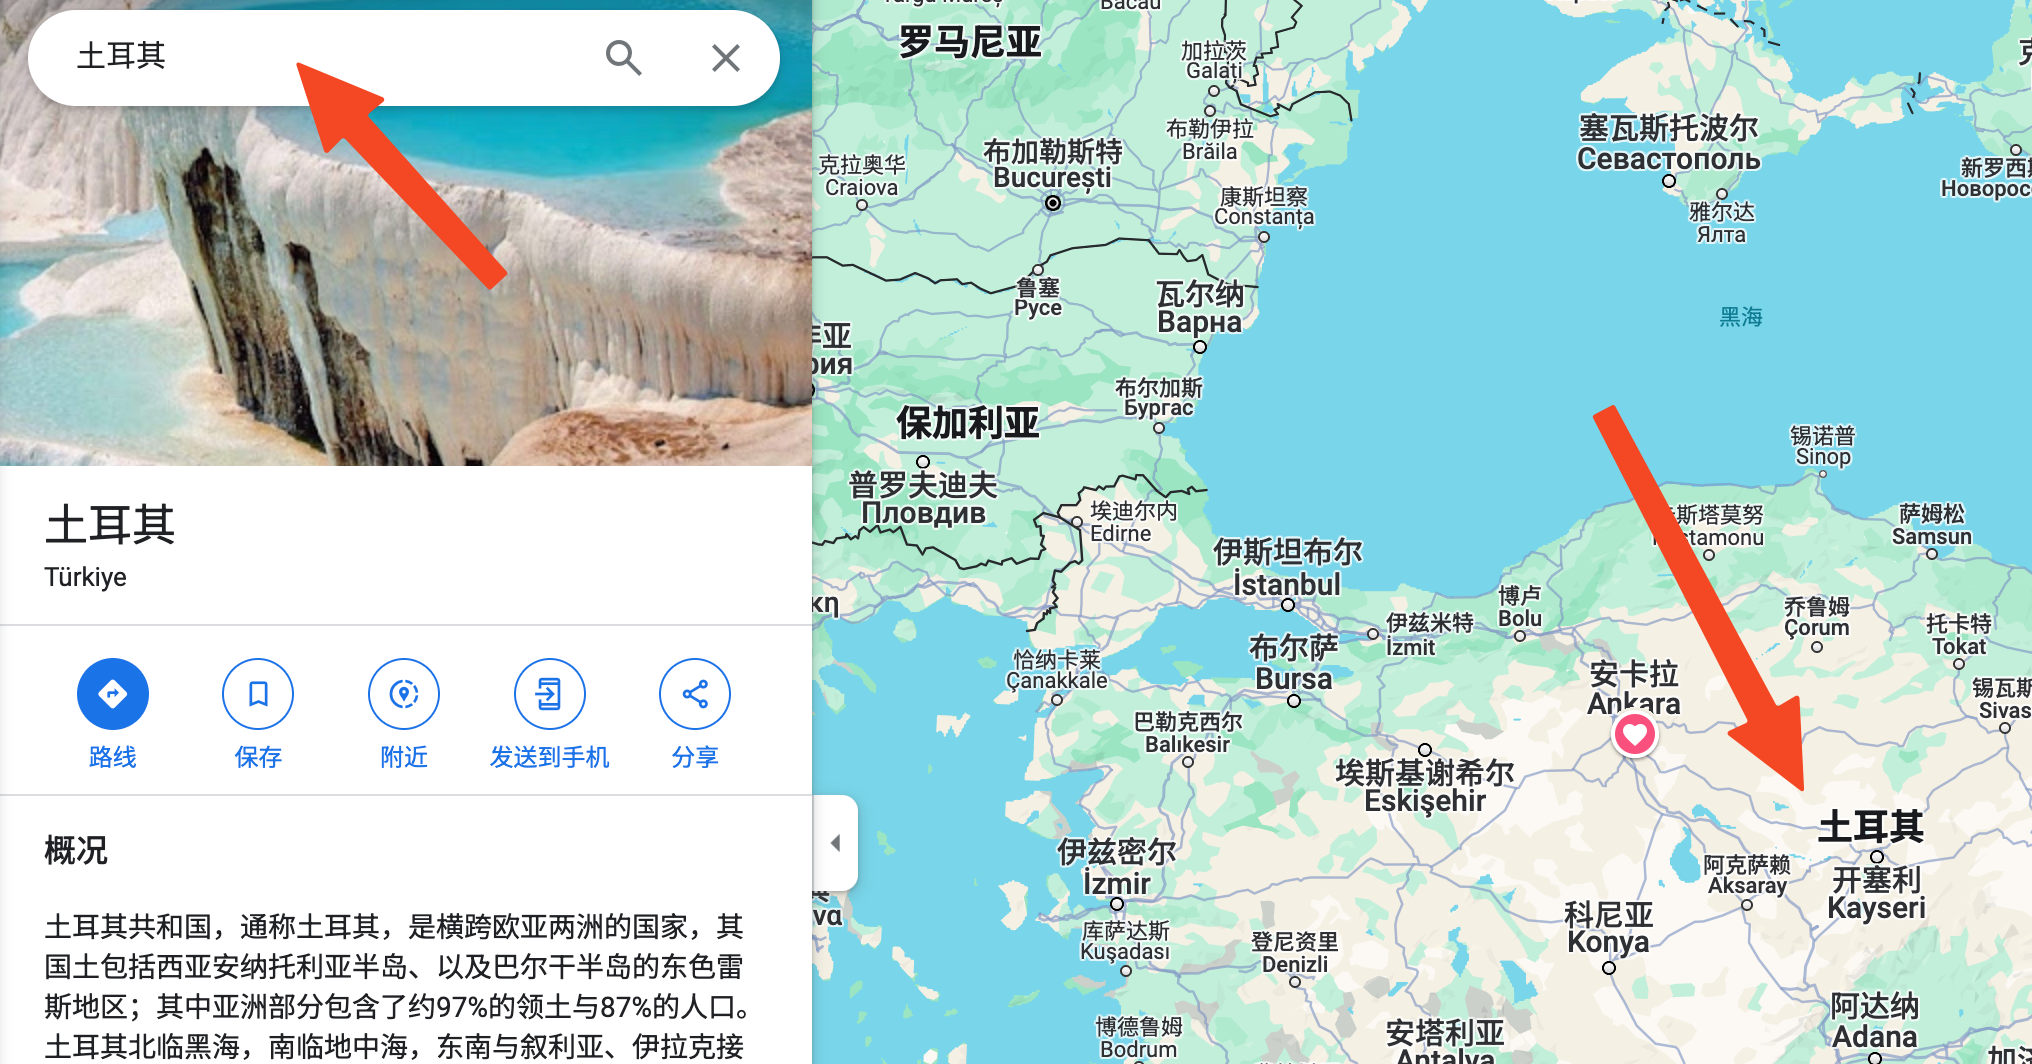 土耳其
土耳其
Türkiye
路线
保存
附近
发送到手机
分享
概况
土耳其共和国，通称土耳其，是横跨欧亚两洲的国家，其
国土包括西亚安纳托利亚半岛、以及巴尔干半岛的东色雷
斯地区；其中亚洲部分包含了约97%的领土与87%的人口。
土耳其北临黑海，南临地中海，东南与叙利亚、伊拉克接
Bacău
罗马尼亚
加拉茨
Galați
布勒伊拉
Brăila
克拉奥华
Craiova
布加勒斯特
București
康斯坦察
Constanța
塞瓦斯托波尔
Севастополь
雅尔达
Ялта
新罗西
Новорос
鲁塞
Русе
瓦尔纳
Варна
黑海
布尔加斯
Бургас
保加利亚
普罗夫迪夫
Пловдив
埃迪尔内
Edirne
锡诺普
Sinop
斯塔莫努
stamonu
萨姆松
Samsun
伊斯坦布尔
İstanbul
博卢
Bolu
伊兹米特
İzmit
乔鲁姆
Çorum
托卡特
Tokat
布尔萨
Bursa
恰纳卡莱
Çanakkale
安卡拉
Ankara
锡瓦斯
Sivas
巴勒克西尔
Balıkesir
埃斯基谢希尔
Eskişehir
土耳其
伊兹密尔
İzmir
阿克萨赖
Aksaray
开塞利
Kayseri
库萨达斯
Kuşadası
登尼资里
Denizli
科尼亚
Konya
博德鲁姆
Bodrum
安塔利亚
Antalya
阿达纳
Adana